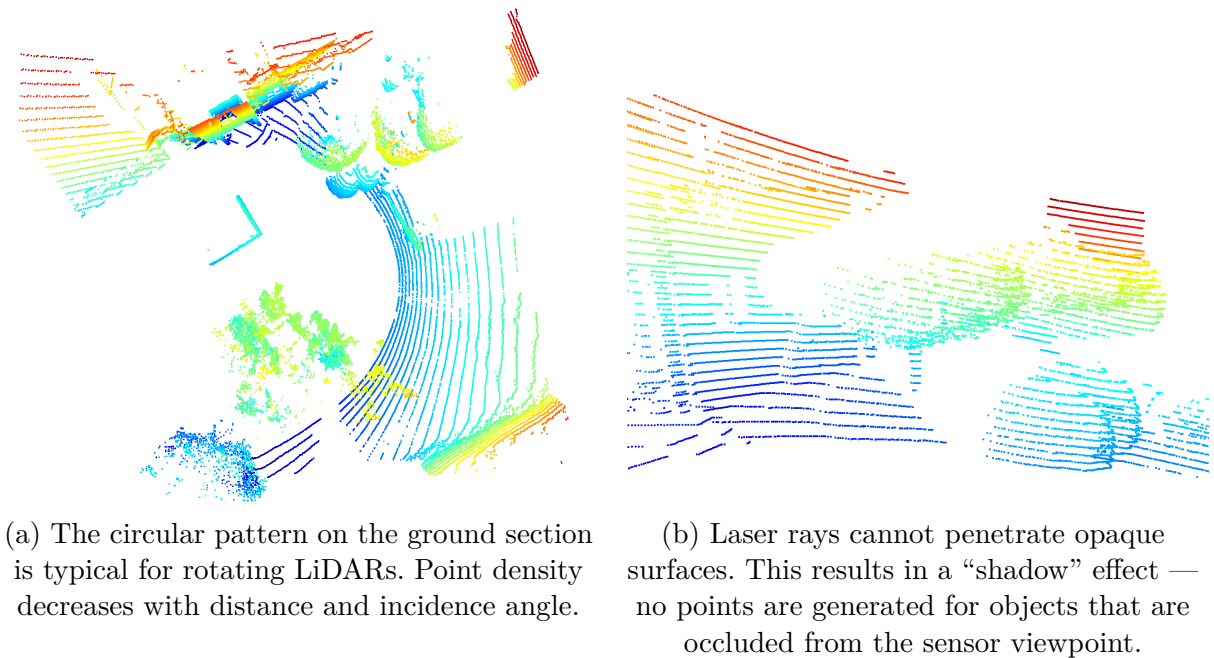 (a) The circular pattern on the ground section
is typical for rotating LiDARs. Point density
decreases with distance and incidence angle.
(b) Laser rays cannot penetrate opaque
surfaces. This results in a “shadow” effect —
no points are generated for objects that are
occluded from the sensor viewpoint.